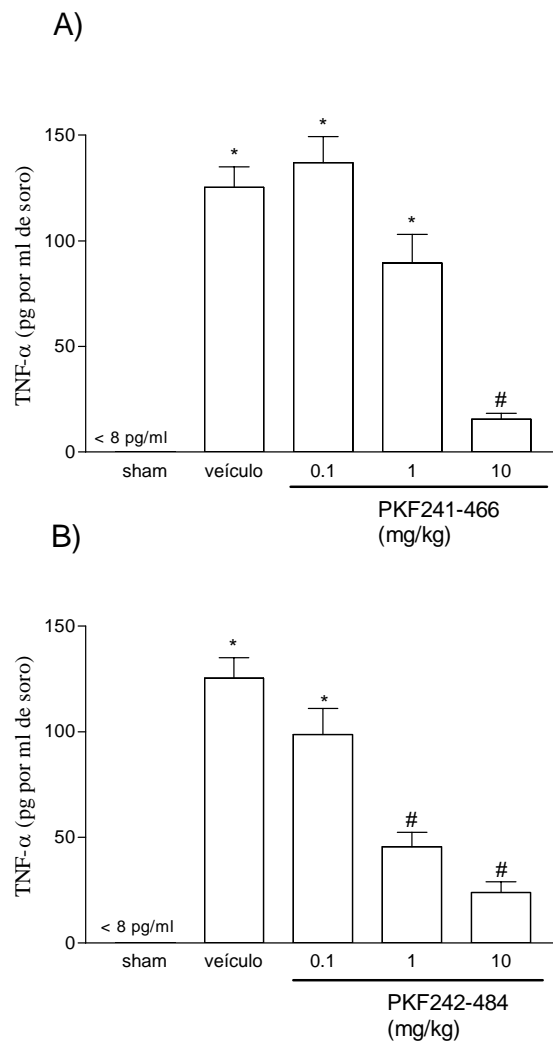 A)
TNF-α (pg por ml de soro)
150
100
50
0
* * * #
< 8 pg/ml
sham veículo 0.1 1 10
PKF241-466
(mg/kg)
B)
TNF-α (pg por ml de soro)
150
100
50
0
* * # #
< 8 pg/ml
sham veículo 0.1 1 10
PKF242-484
(mg/kg)